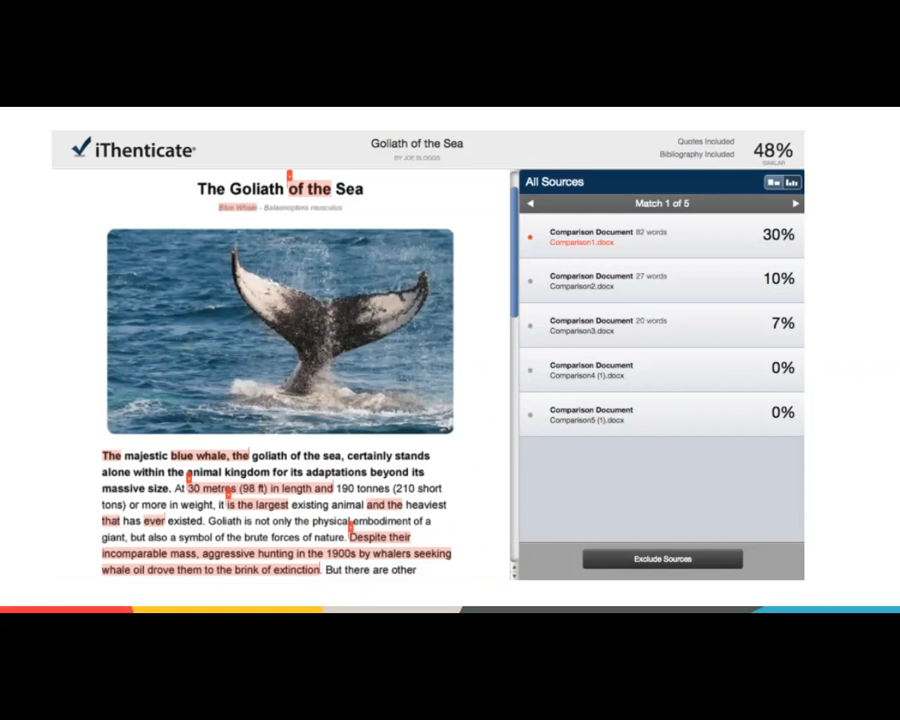 iThenticate®
Goliath of the Sea
BY JOE BLOGGS
Quotes Included
Bibliography Included
48%
SIMILAR
The Goliath of the Sea
Blue Whale - Balaenoptera musculus
The majestic blue whale, the goliath of the sea, certainly stands
alone within the animal kingdom for its adaptations beyond its
massive size. At 30 metres (98 ft) in length and 190 tonnes (210 short
tons) or more in weight, it is the largest existing animal and the heaviest
that has ever existed. Goliath is not only the physical embodiment of a
giant, but also a symbol of the brute forces of nature. Despite their
incomparable mass, aggressive hunting in the 1900s by whalers seeking
whale oil drove them to the brink of extinction. But there are other
All Sources
Match 1 of 5
Comparison Document 82 words
Comparison1.docx
30%
Comparison Document 27 words
Comparison2.docx
10%
Comparison Document 20 words
Comparison3.docx
7%
Comparison Document
Comparison4 (1).docx
0%
Comparison Document
Comparison5 (1).docx
0%
Exclude Sources